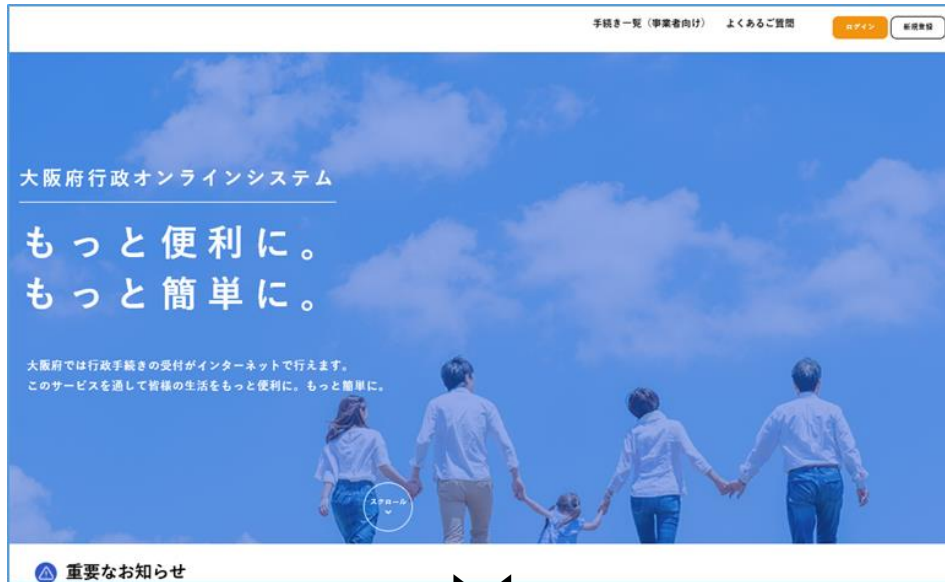 手続き一覧（事業者向け） よくあるご質問 ログイン 新規登録
大阪府行政オンラインシステム
もっと便利に。
もっと簡単に。
大阪府では行政手続きの受付がインターネットで行えます。
このサービスを通して皆様の生活をもっと便利に。もっと簡単に。
スクロール
重要なお知らせ